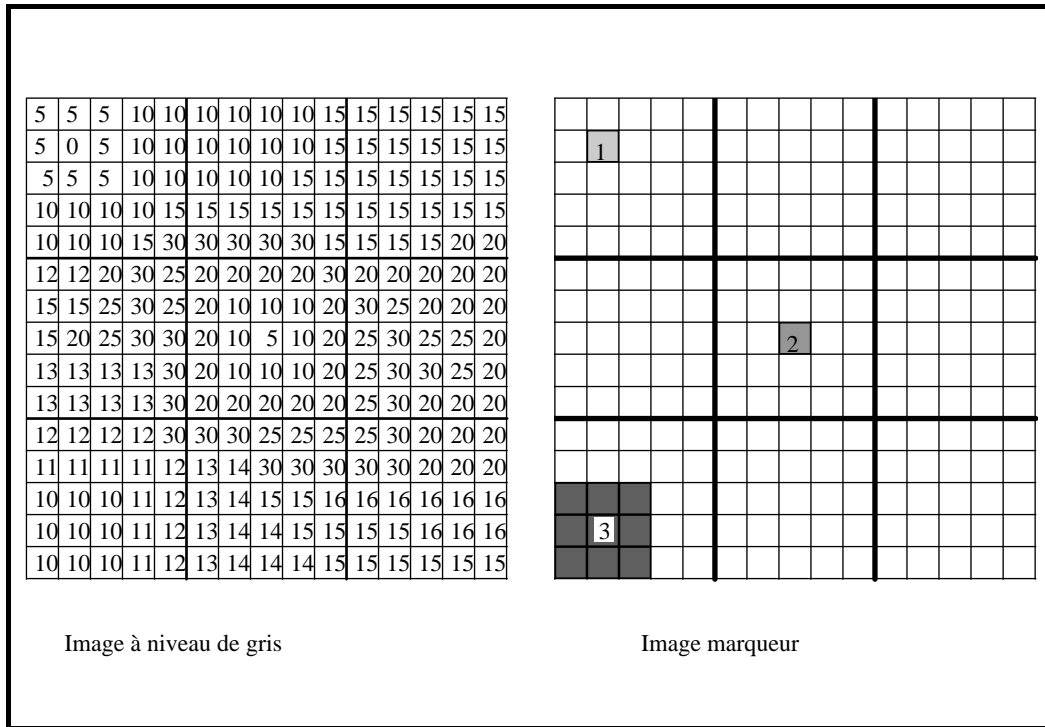 5 5 5 10 10 10 10 10 10 15 15 15 15 15 15
5 0 5 10 10 10 10 10 10 15 15 15 15 15 15
1
5 5 5 10 10 10 10 10 15 15 15 15 15 15 15
10 10 10 10 15 15 15 15 15 15 15 15 15 15 15
10 10 10 15 30 30 30 30 30 15 15 15 15 20 20
12 12 20 30 25 20 20 20 20 30 20 20 20 20 20
15 15 25 30 25 20 10 10 10 20 30 25 20 20 20
15 20 25 30 30 20 10 5 10 20 25 30 25 25 20
2
13 13 13 13 30 20 10 10 10 20 25 30 30 25 20
13 13 13 13 30 20 20 20 20 20 25 30 20 20 20
12 12 12 12 30 30 30 25 25 25 25 30 20 20 20
11 11 11 11 12 13 14 30 30 30 30 30 20 20 20
10 10 10 11 12 13 14 15 15 16 16 16 16 16 16
10 10 10 11 12 13 14 14 15 15 15 15 16 16 16
3
10 10 10 11 12 13 14 14 14 15 15 15 15 15 15
Image à niveau de gris
Image marqueur